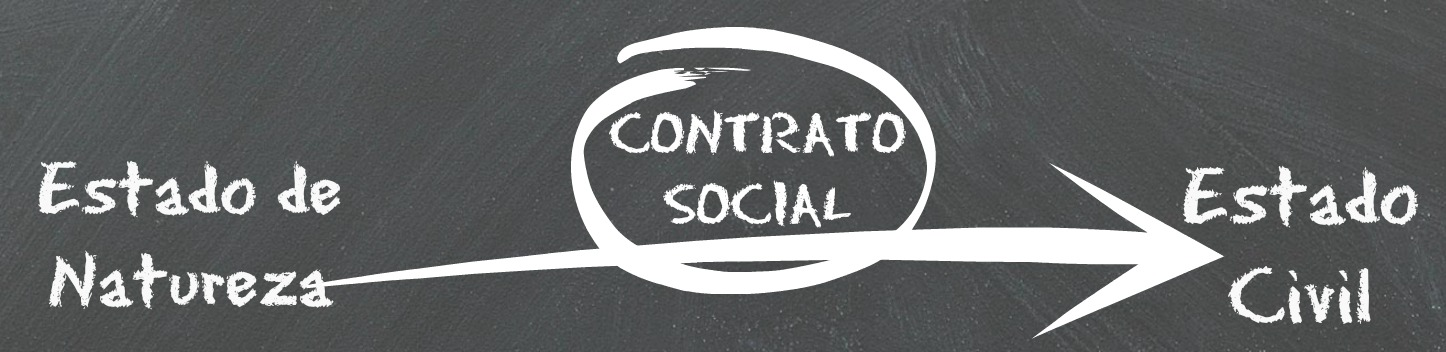 Estado de
Natureza
CONTRATO
SOCIAL
Estado
Civil